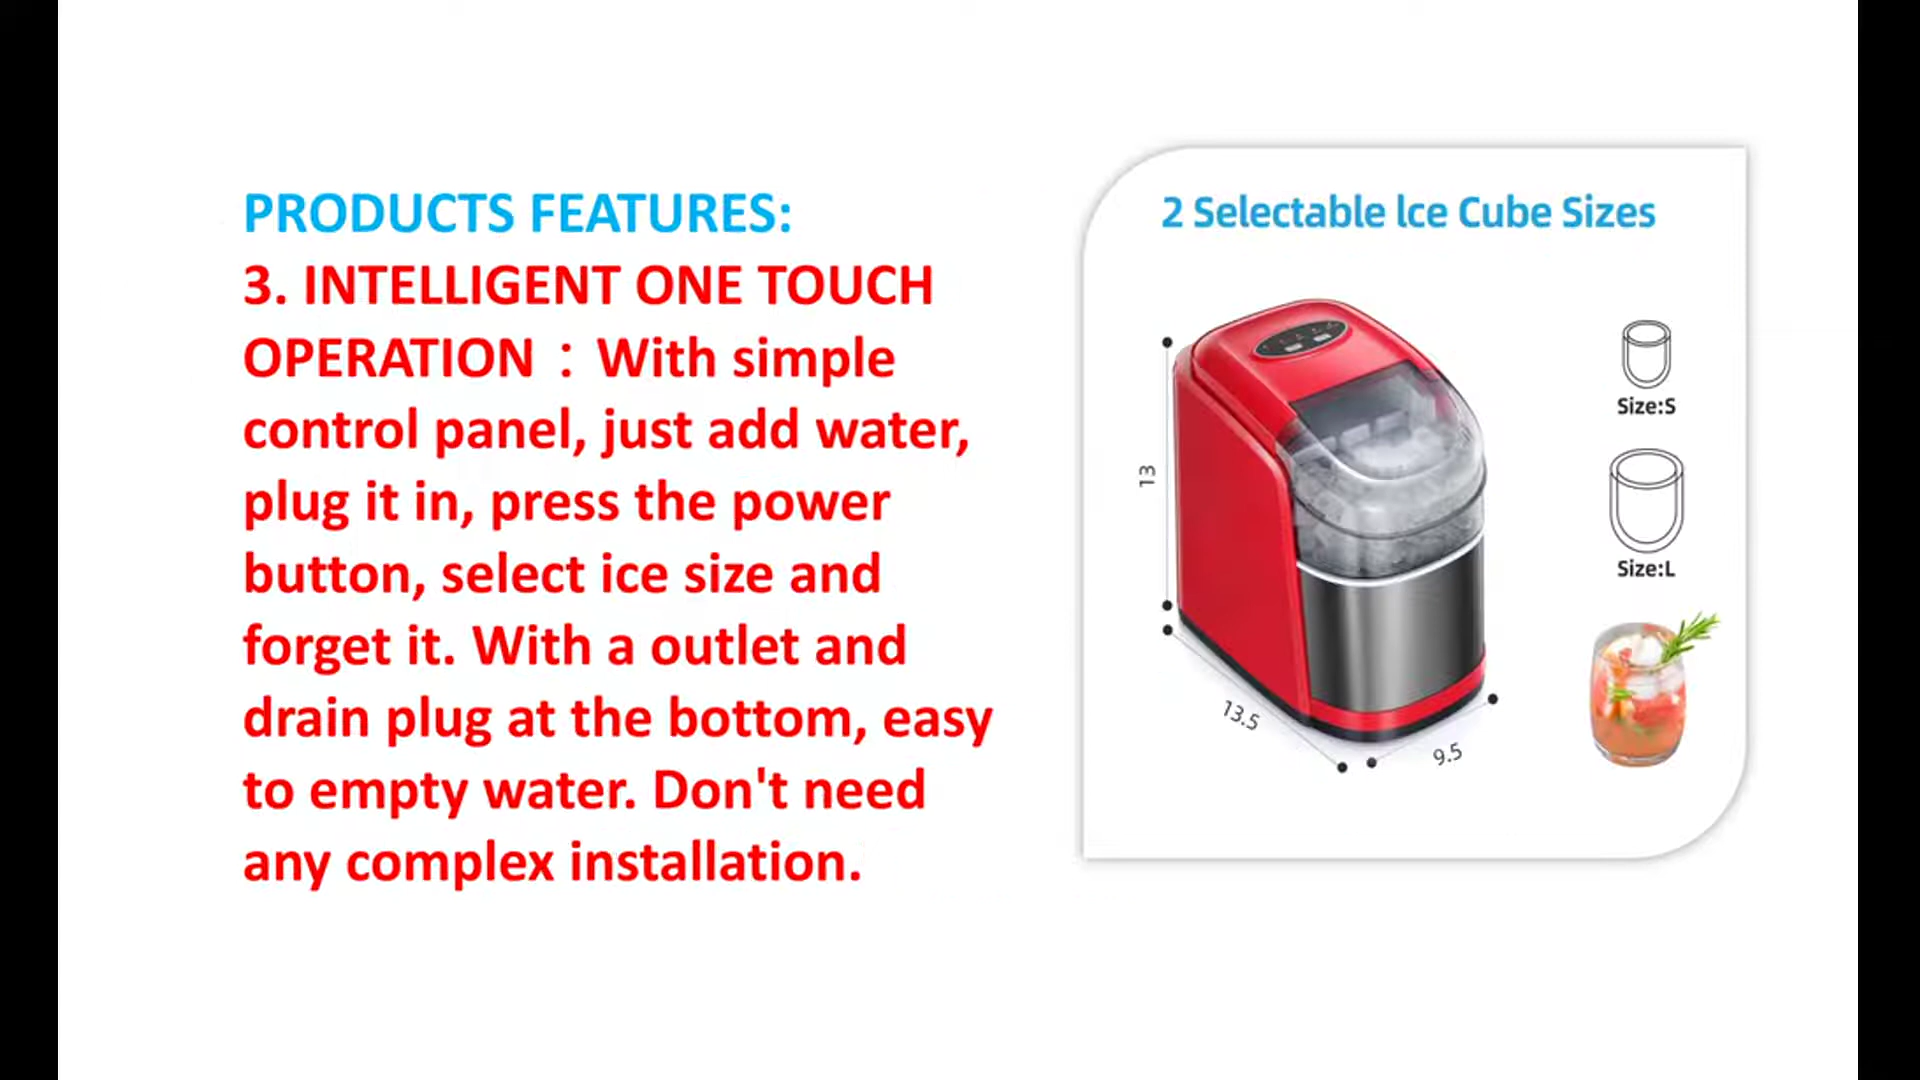 PRODUCTS FEATURES:
3. INTELLIGENT ONE TOUCH
OPERATION：With simple
control panel, just add water,
plug it in, press the power
button, select ice size and
forget it. With a outlet and
drain plug at the bottom, easy
to empty water. Don't need
any complex installation.
2 Selectable lce Cube Sizes
Size:S
13
Size:L
13.5
9.5